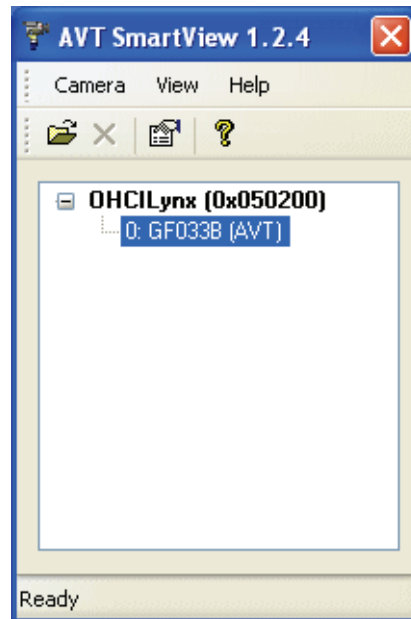 AVT SmartView 1.2.4
Camera View Help
OHCILynx (0x050200)
0: GF033B (AVT)
Ready